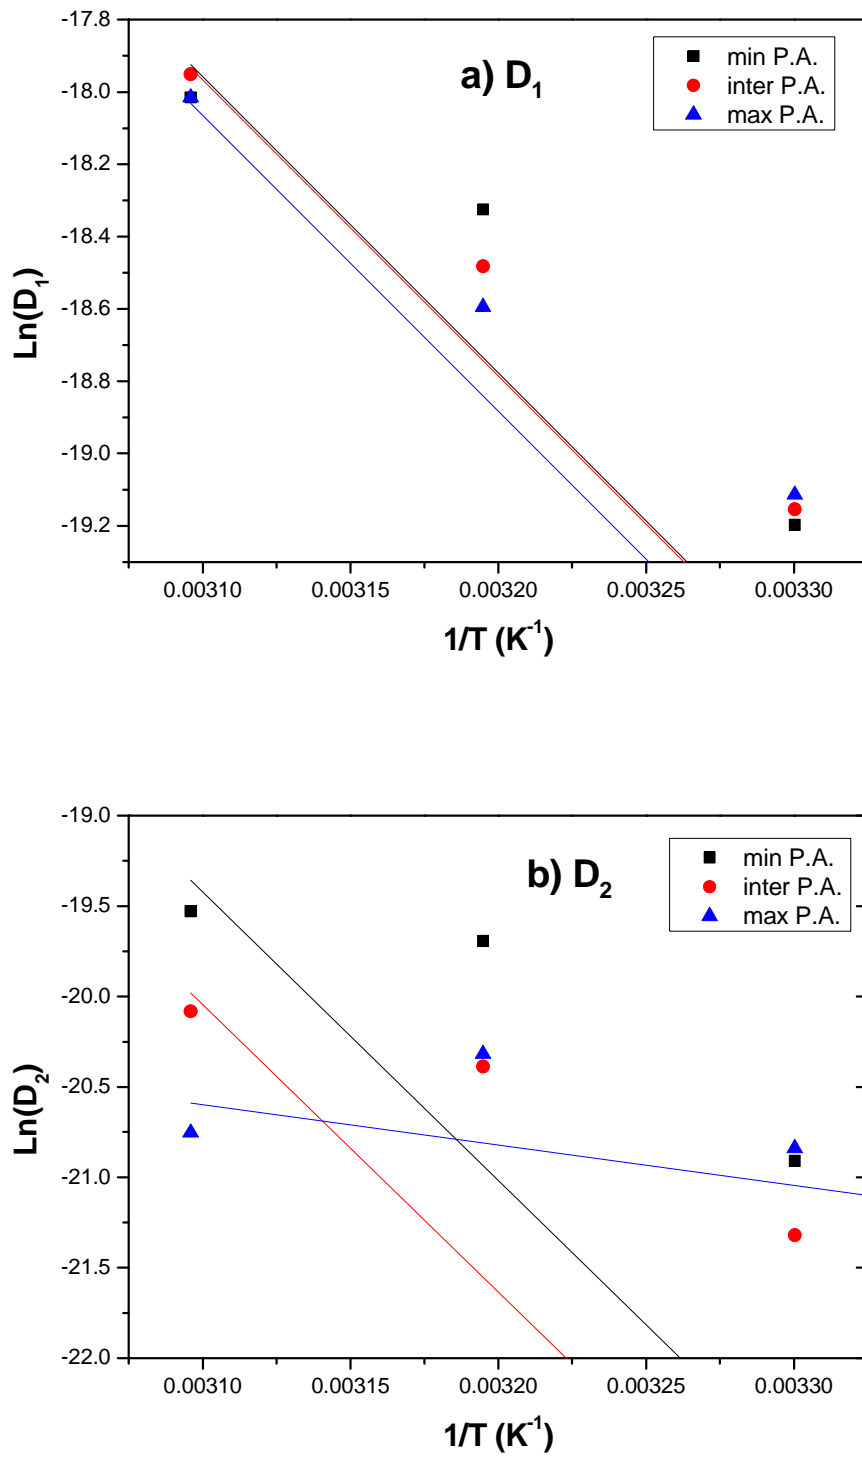 a) D1
min P.A.
inter P.A.
max P.A.
-17.8
-18.0
-18.2
-18.4
-18.6
-18.8
-19.0
-19.2
Ln(D1)
0.00310 0.00315 0.00320 0.00325 0.00330
1/T (K-1)
b) D2
min P.A.
inter P.A.
max P.A.
-19.0
-19.5
-20.0
-20.5
-21.0
-21.5
-22.0
Ln(D2)
0.00310 0.00315 0.00320 0.00325 0.00330
1/T (K-1)